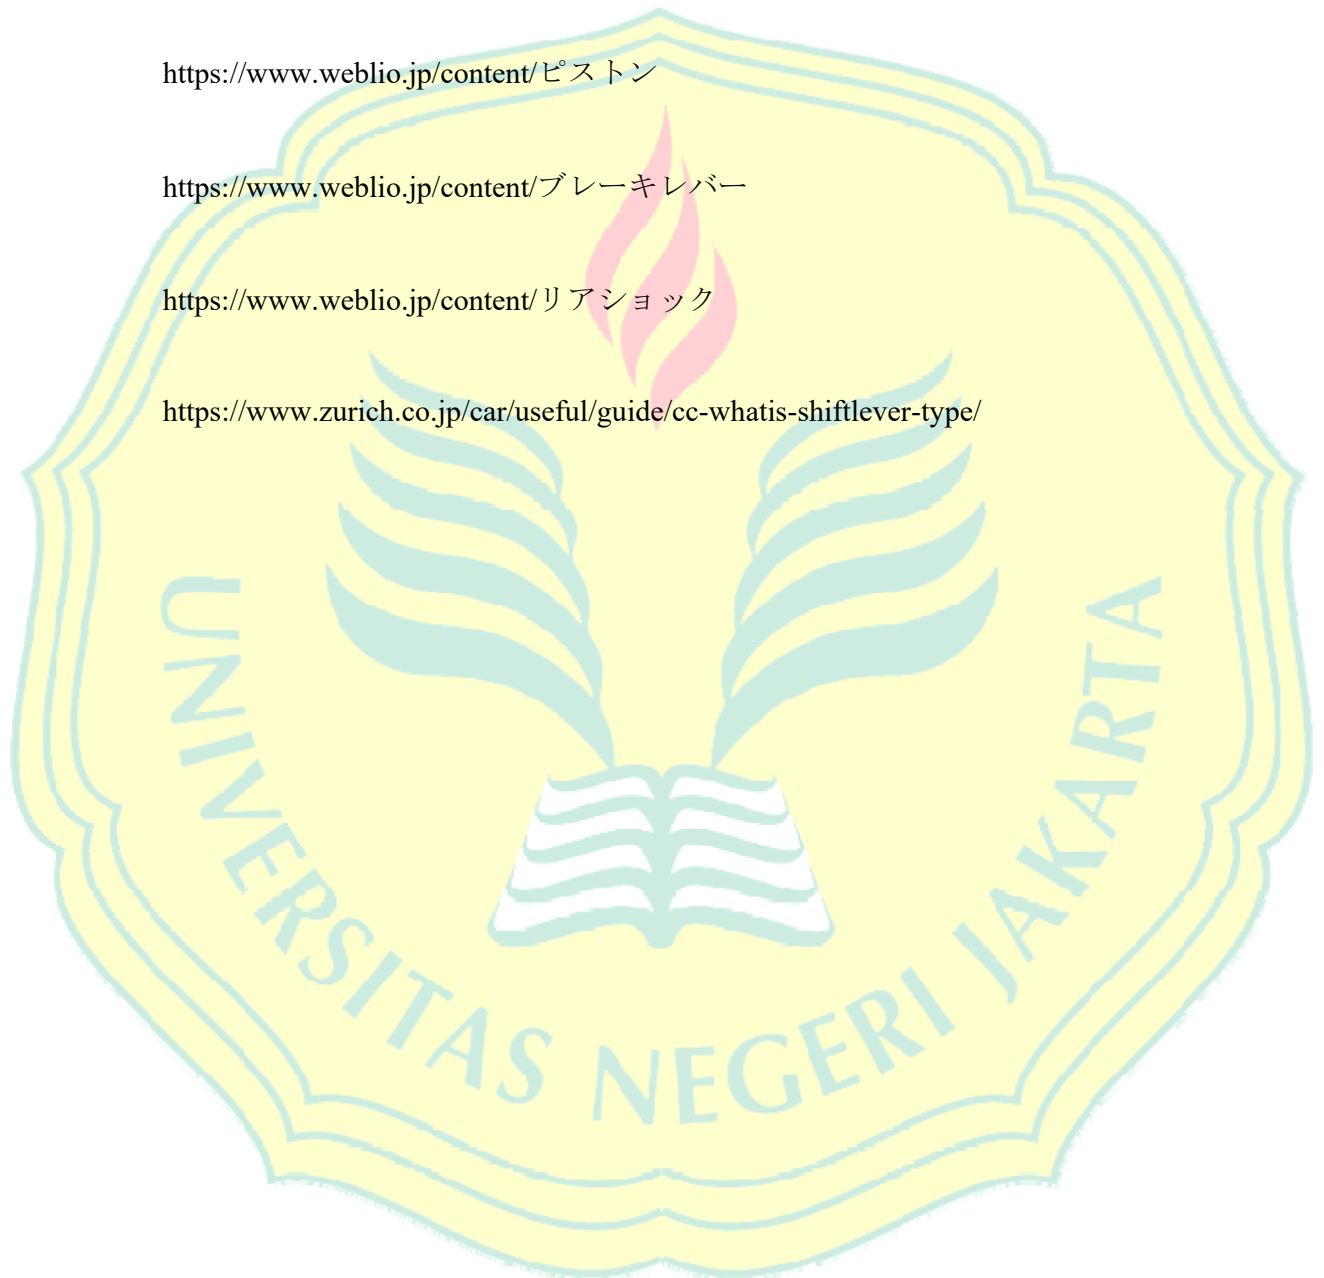 https://www.weblio.jp/content/ピストン
https://www.weblio.jp/content/ブレーキレバー
https://www.weblio.jp/content/リアショック
https://www.zurich.co.jp/car/useful/guide/cc-whatis-shiftlever-type/
UNIVERSITAS NEGERI JAKARTA